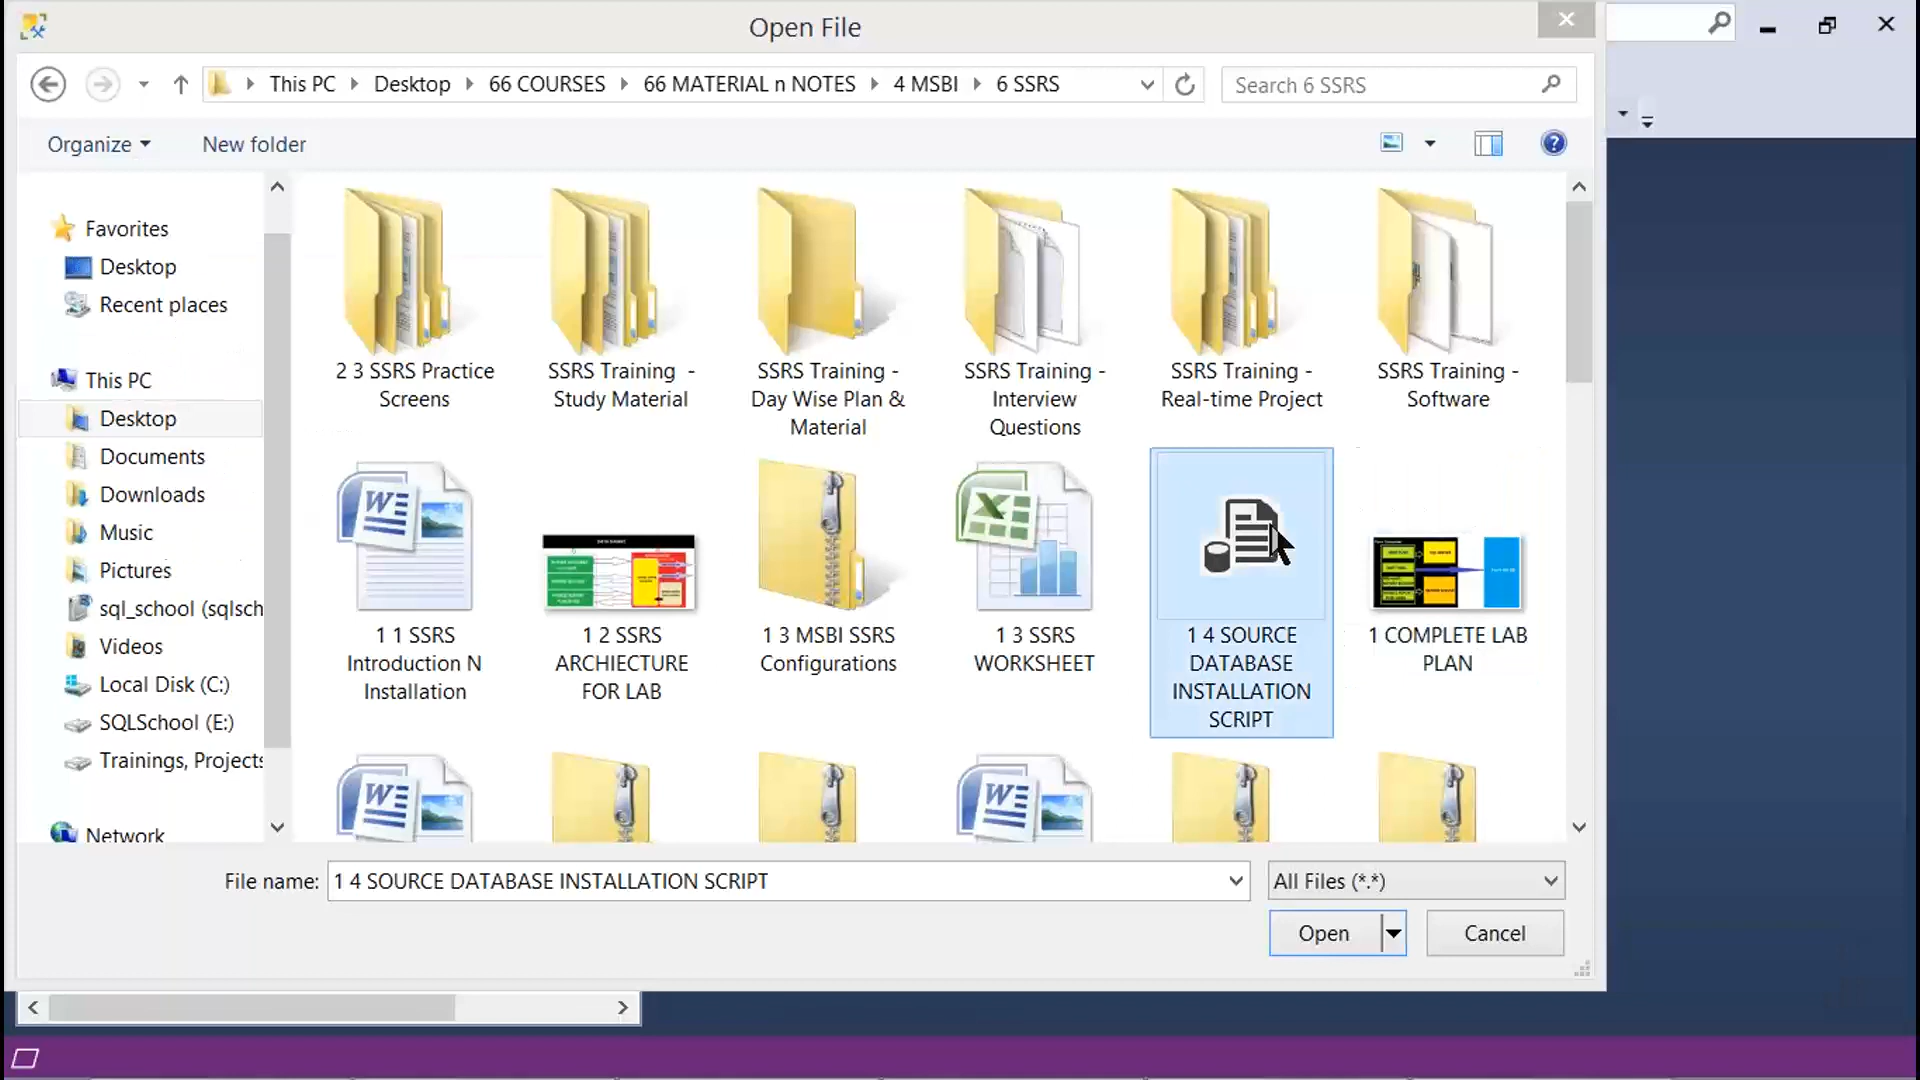 Open File
This PC
Desktop
66 COURSES
66 MATERIAL n NOTES
4 MSBI
6 SSRS
Search 6 SSRS
Organize
New folder
Favorites
Desktop
Recent places
This PC
Desktop
Documents
Downloads
Music
Pictures
sql_school (sqlsch
Videos
Local Disk (C:)
SQLSchool (E:)
Trainings, Projects
Network
2 3 SSRS Practice
Screens
SSRS Training -
Study Material
SSRS Training -
Day Wise Plan &
Material
SSRS Training -
Interview
Questions
SSRS Training -
Real-time Project
SSRS Training -
Software
1 1 SSRS
Introduction N
Installation
1 2 SSRS
ARCHIECTURE
FOR LAB
1 3 MSBI SSRS
Configurations
1 3 SSRS
WORKSHEET
1 4 SOURCE
DATABASE
INSTALLATION
SCRIPT
1 COMPLETE LAB
PLAN
File name:
1 4 SOURCE DATABASE INSTALLATION SCRIPT
All Files (*.*)
Open
Cancel